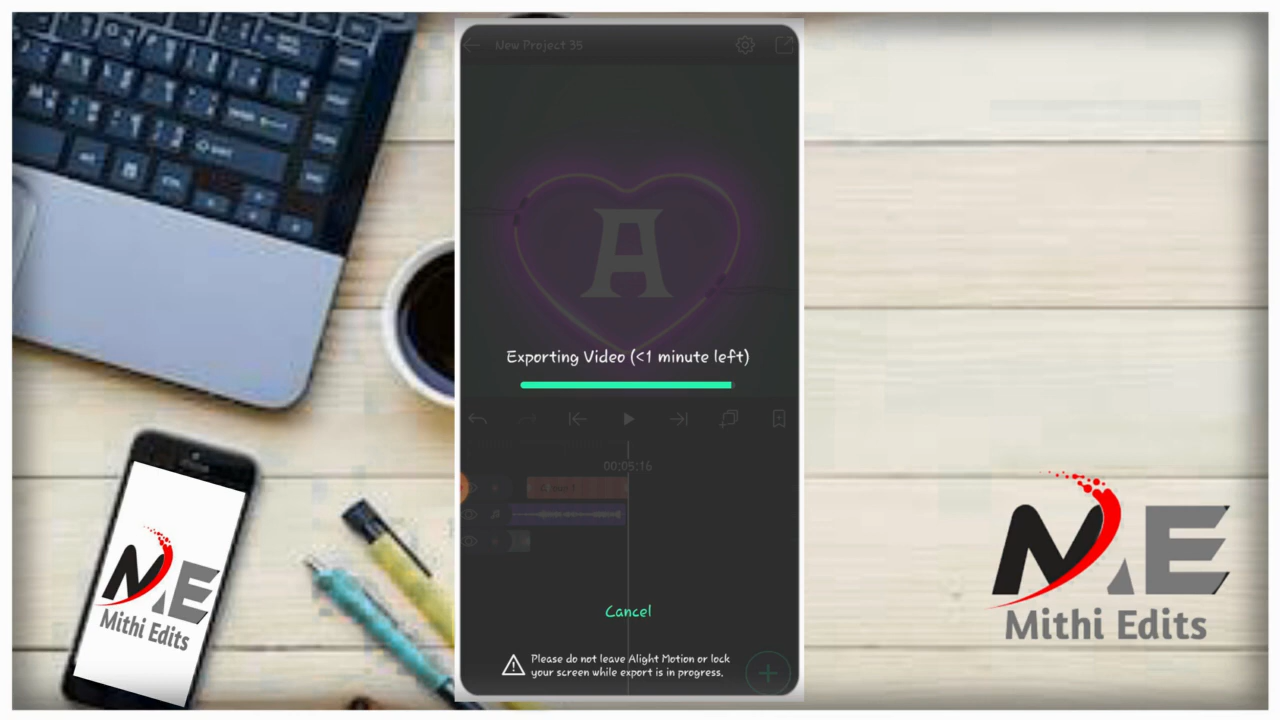 New Project 35
A
Exporting Video (<1 minute left)
00:05:16
Cancel
Please do not leave Alight Motion or lock
your screen while export is in progress.
ME
Mithi Edits
ME
Mithi Edits